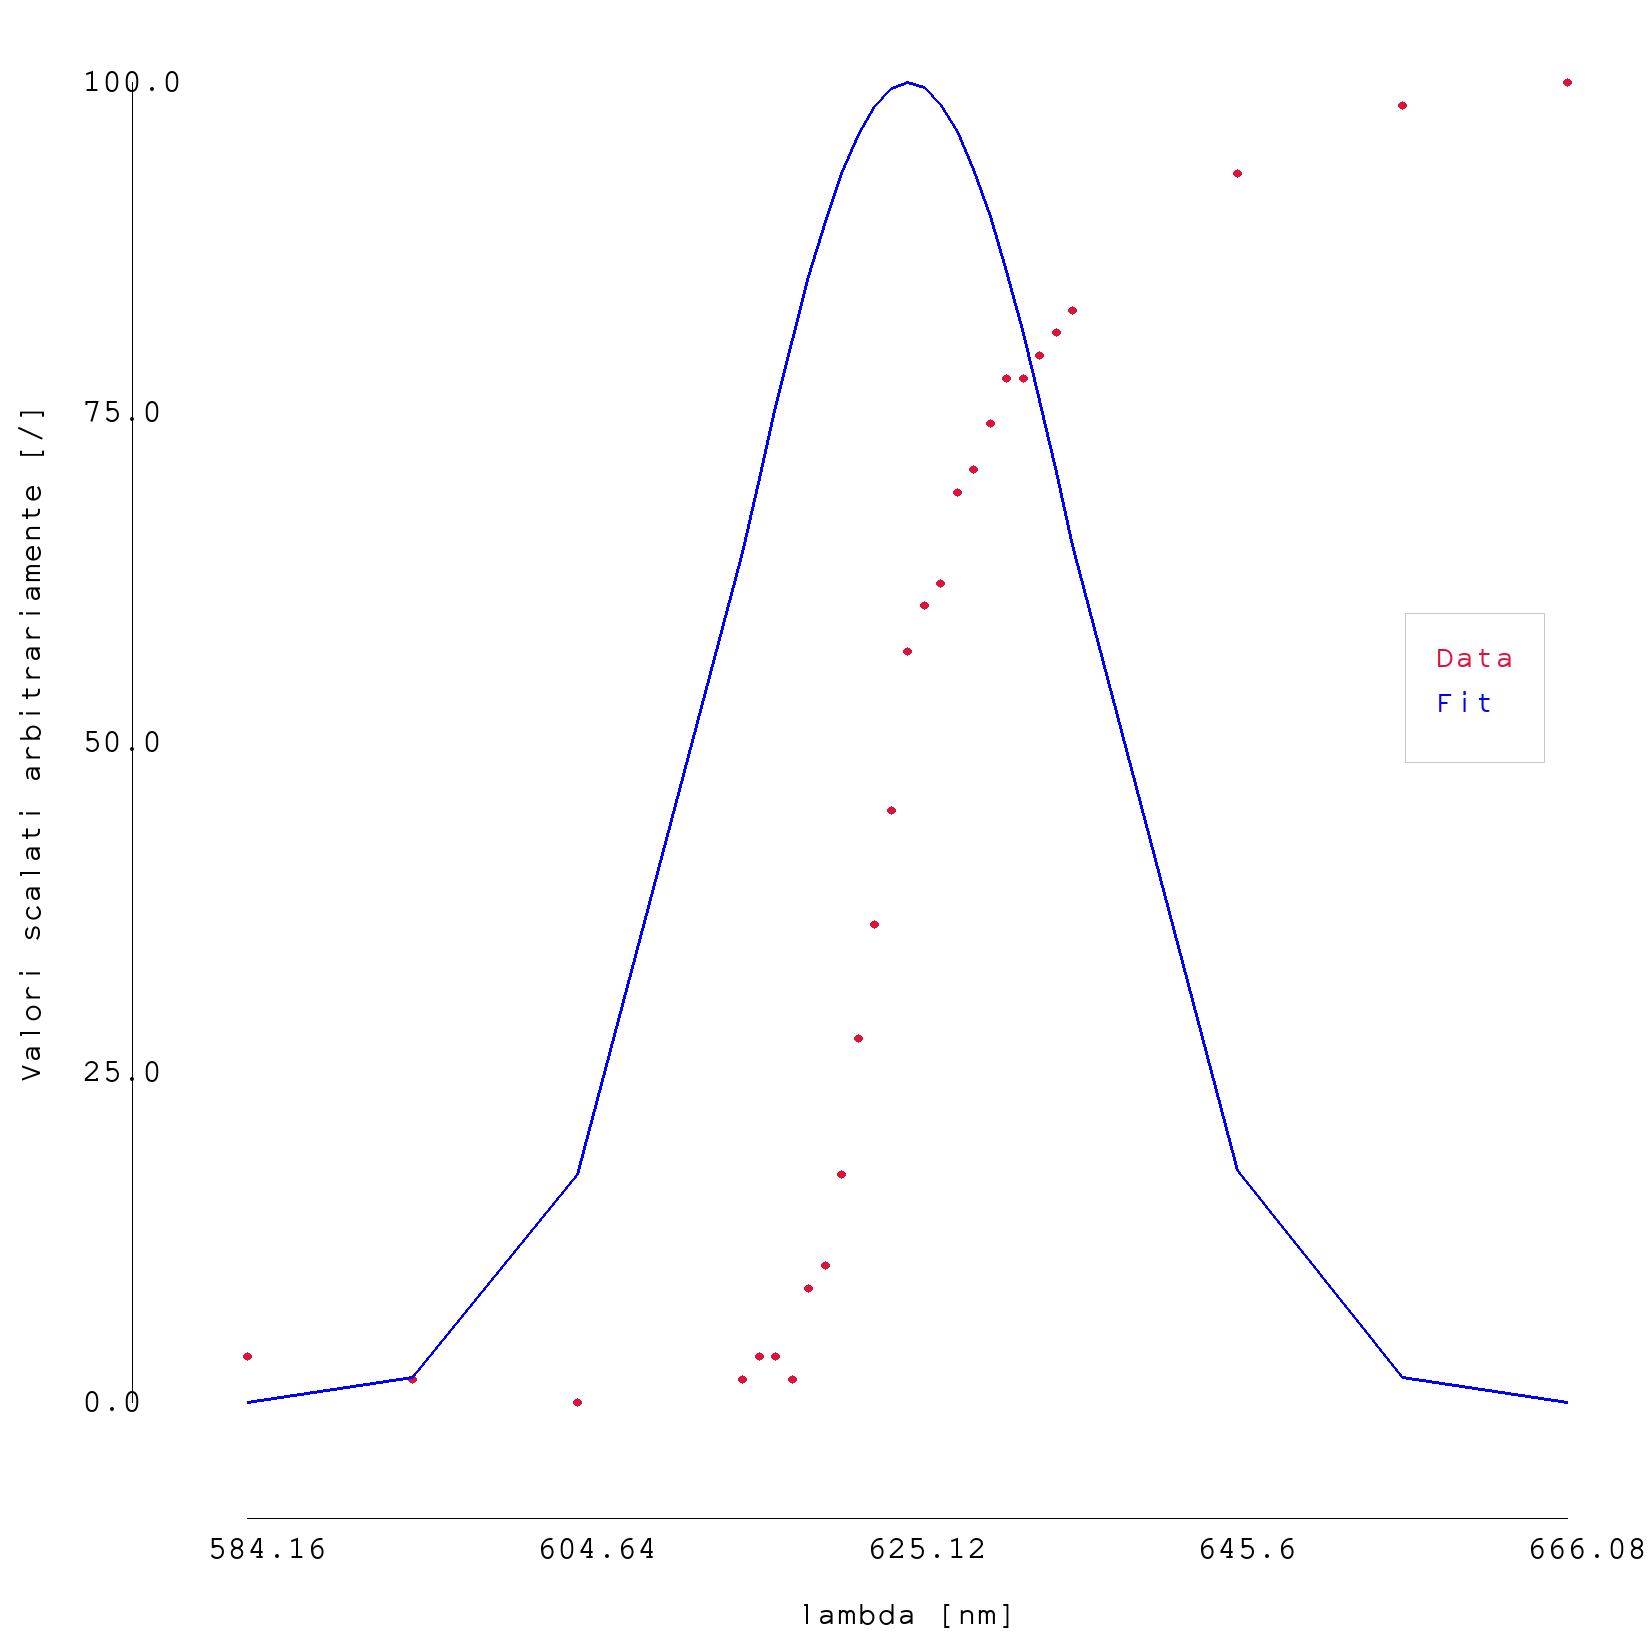 100.0
75.0
50.0
25.0
0.0
Valori scalati arbitrariamente [/]
Data
Fit
584.16
604.64
625.12
645.6
666.08
lambda [nm]